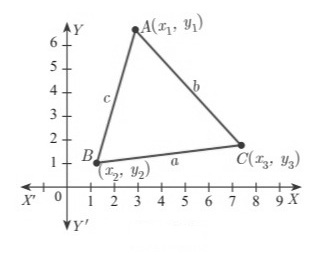 Y
A(x₁, y₁)
6
5
4
3
2
1
c
b
B
(x₂, y₂)
a
C(x₃, y₃)
X'
0
1 2 3 4 5 6 7 8 9
X
Y'